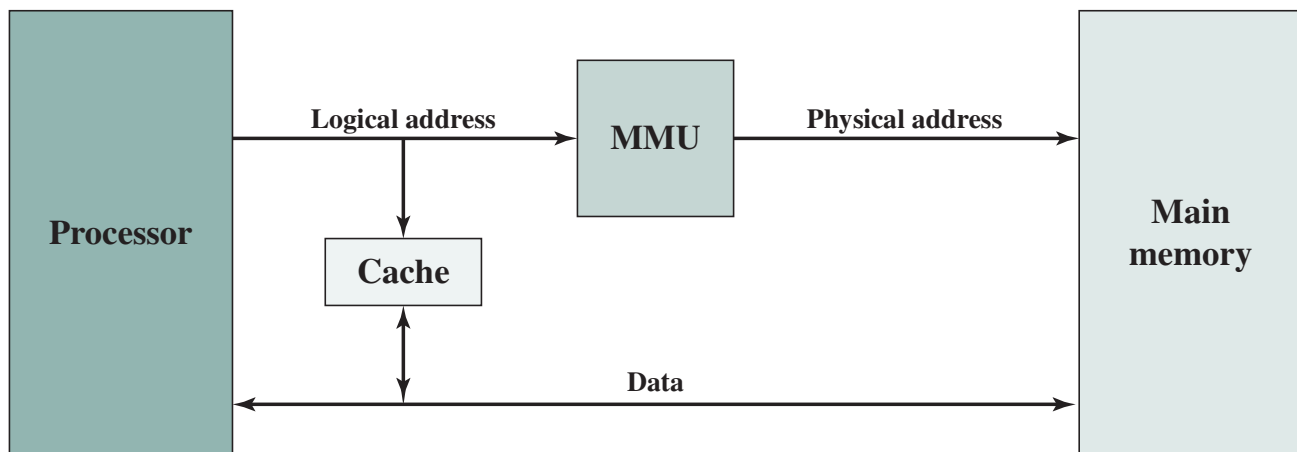 Logical address
MMU
Physical address
Processor
Cache
Main
memory
Data